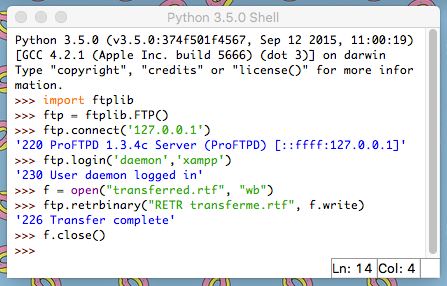 Python 3.5.0 Shell
Python 3.5.0 (v3.5.0:374f501f4567, Sep 12 2015, 11:00:19)
[GCC 4.2.1 (Apple Inc. build 5666) (dot 3)] on darwin
Type "copyright", "credits" or "license()" for more infor
mation.
>>> import ftplib
>>> ftp = ftplib.FTP()
>>> ftp.connect('127.0.0.1')
'220 ProFTPD 1.3.4c Server (ProFTPD) [::ffff:127.0.0.1]'
>>> ftp.login('daemon','xampp')
'230 User daemon logged in'
>>> f = open("transferred.rtf", "wb")
>>> ftp.retrbinary("RETR transferme.rtf", f.write)
'226 Transfer complete'
>>> f.close()
>>>
Ln: 14 Col: 4